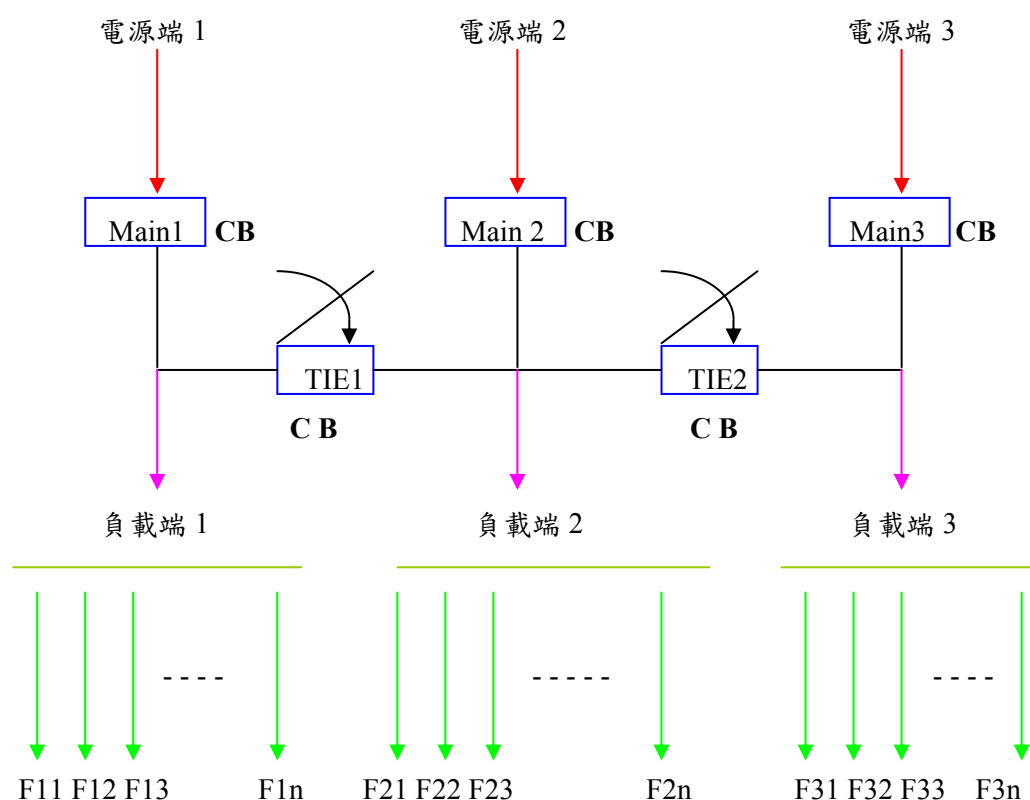 電源端 1 電源端 2 電源端 3
Main1 CB Main 2 CB Main3 CB
TIE1 TIE2
C B C B
負載端 1 負載端 2 負載端 3
- - - - - - - - - - - - -
F11 F12 F13 F1n F21 F22 F23 F2n F31 F32 F33 F3n